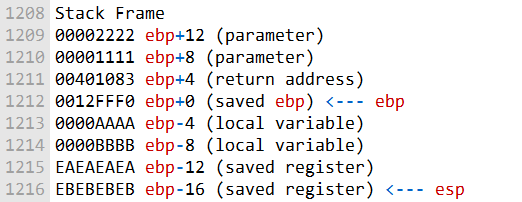 1208 Stack Frame
1209 00002222 ebp+12 (parameter)
1210 00001111 ebp+8 (parameter)
1211 00401083 ebp+4 (return address)
1212 0012FFF0 ebp+0 (saved ebp) <--- ebp
1213 0000AAAA ebp-4 (local variable)
1214 0000BBBB ebp-8 (local variable)
1215 EAEAEAEA ebp-12 (saved register)
1216 EBEBEBEB ebp-16 (saved register) <--- esp